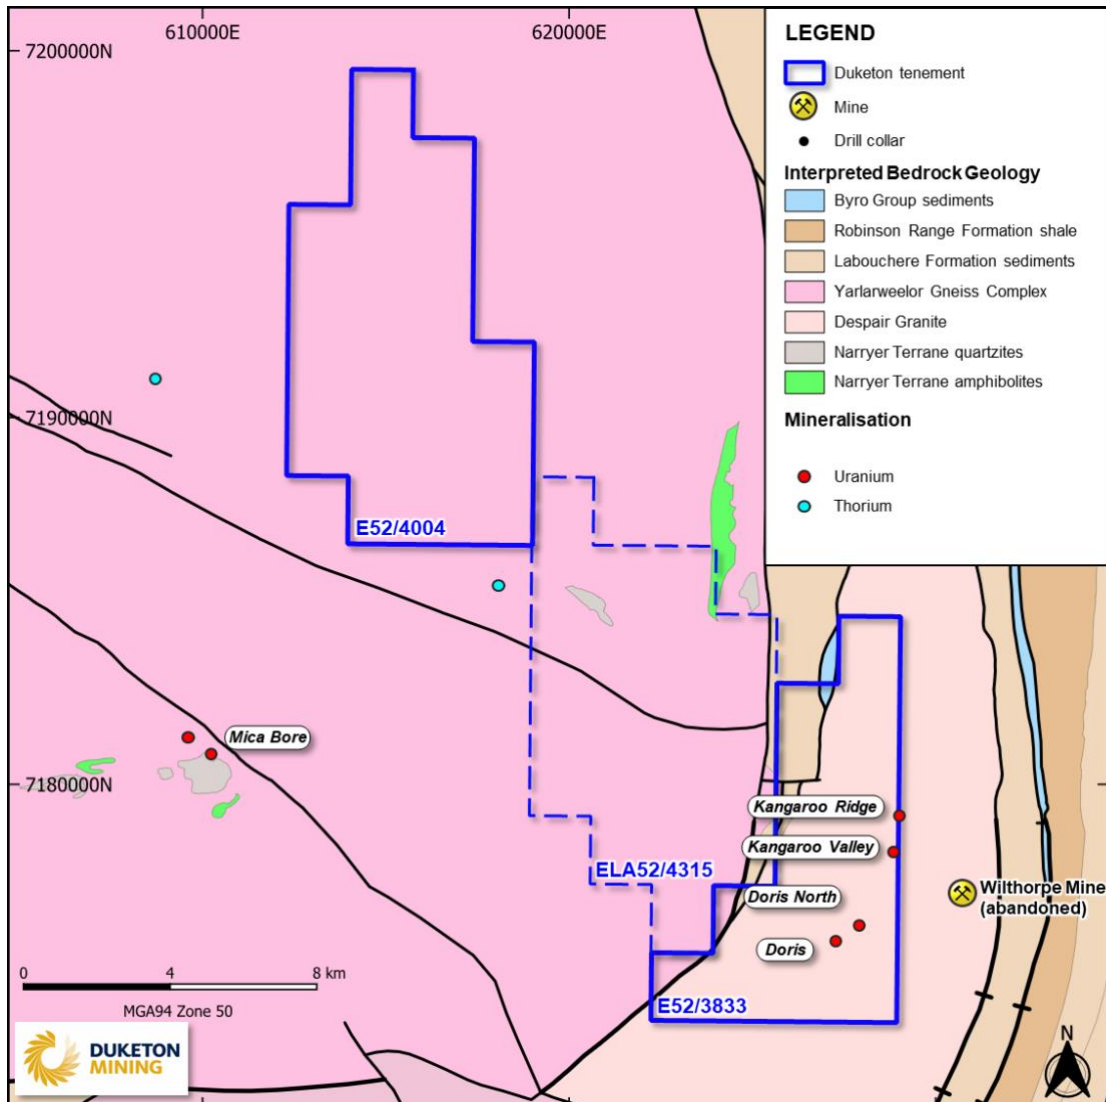 610000E
620000E
7200000N
7190000N
7180000N
LEGEND
Duketon tenement
Mine
Drill collar
Interpreted Bedrock Geology
Byro Group sediments
Robinson Range Formation shale
Labouchere Formation sediments
Yarlarweelor Gneiss Complex
Despair Granite
Narryer Terrane quartzites
Narryer Terrane amphibolites
Mineralisation
Uranium
Thorium
E52/4004
Mica Bore
Kangaroo Ridge
Kangaroo Valley
ELA52/4315
Doris North
Wilthorpe Mine
(abandoned)
Doris
E52/3833
0 4 8 km
MGA94 Zone 50
DUKETON
MINING
N